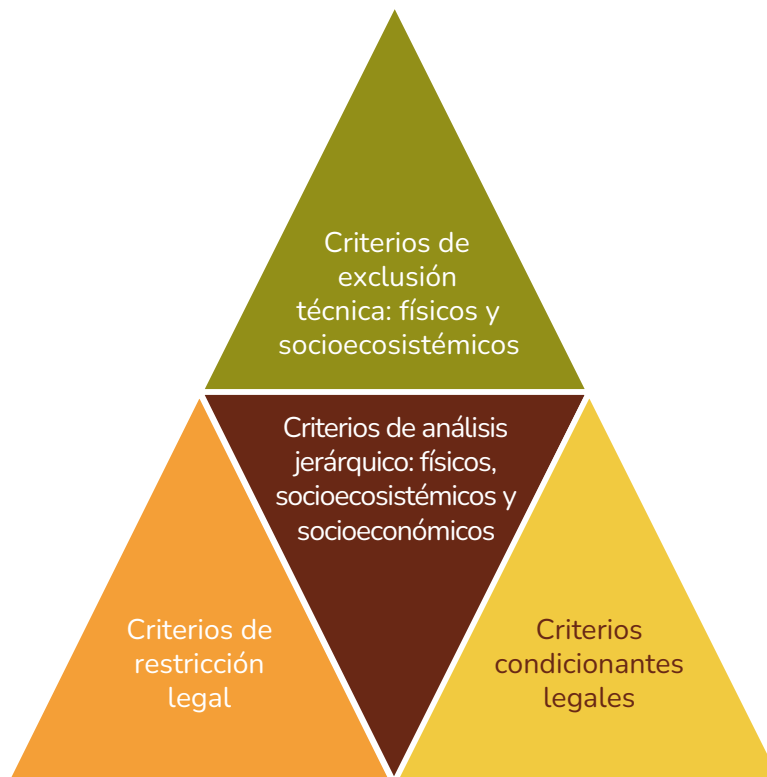 Criterios de
exclusión
técnica: físicos y
socioecosistémicos
Criterios de análisis
jerárquico: físicos,
socioecosistémicos y
socioeconómicos
Criterios de
restricción
legal
Criterios
condicionantes
legales